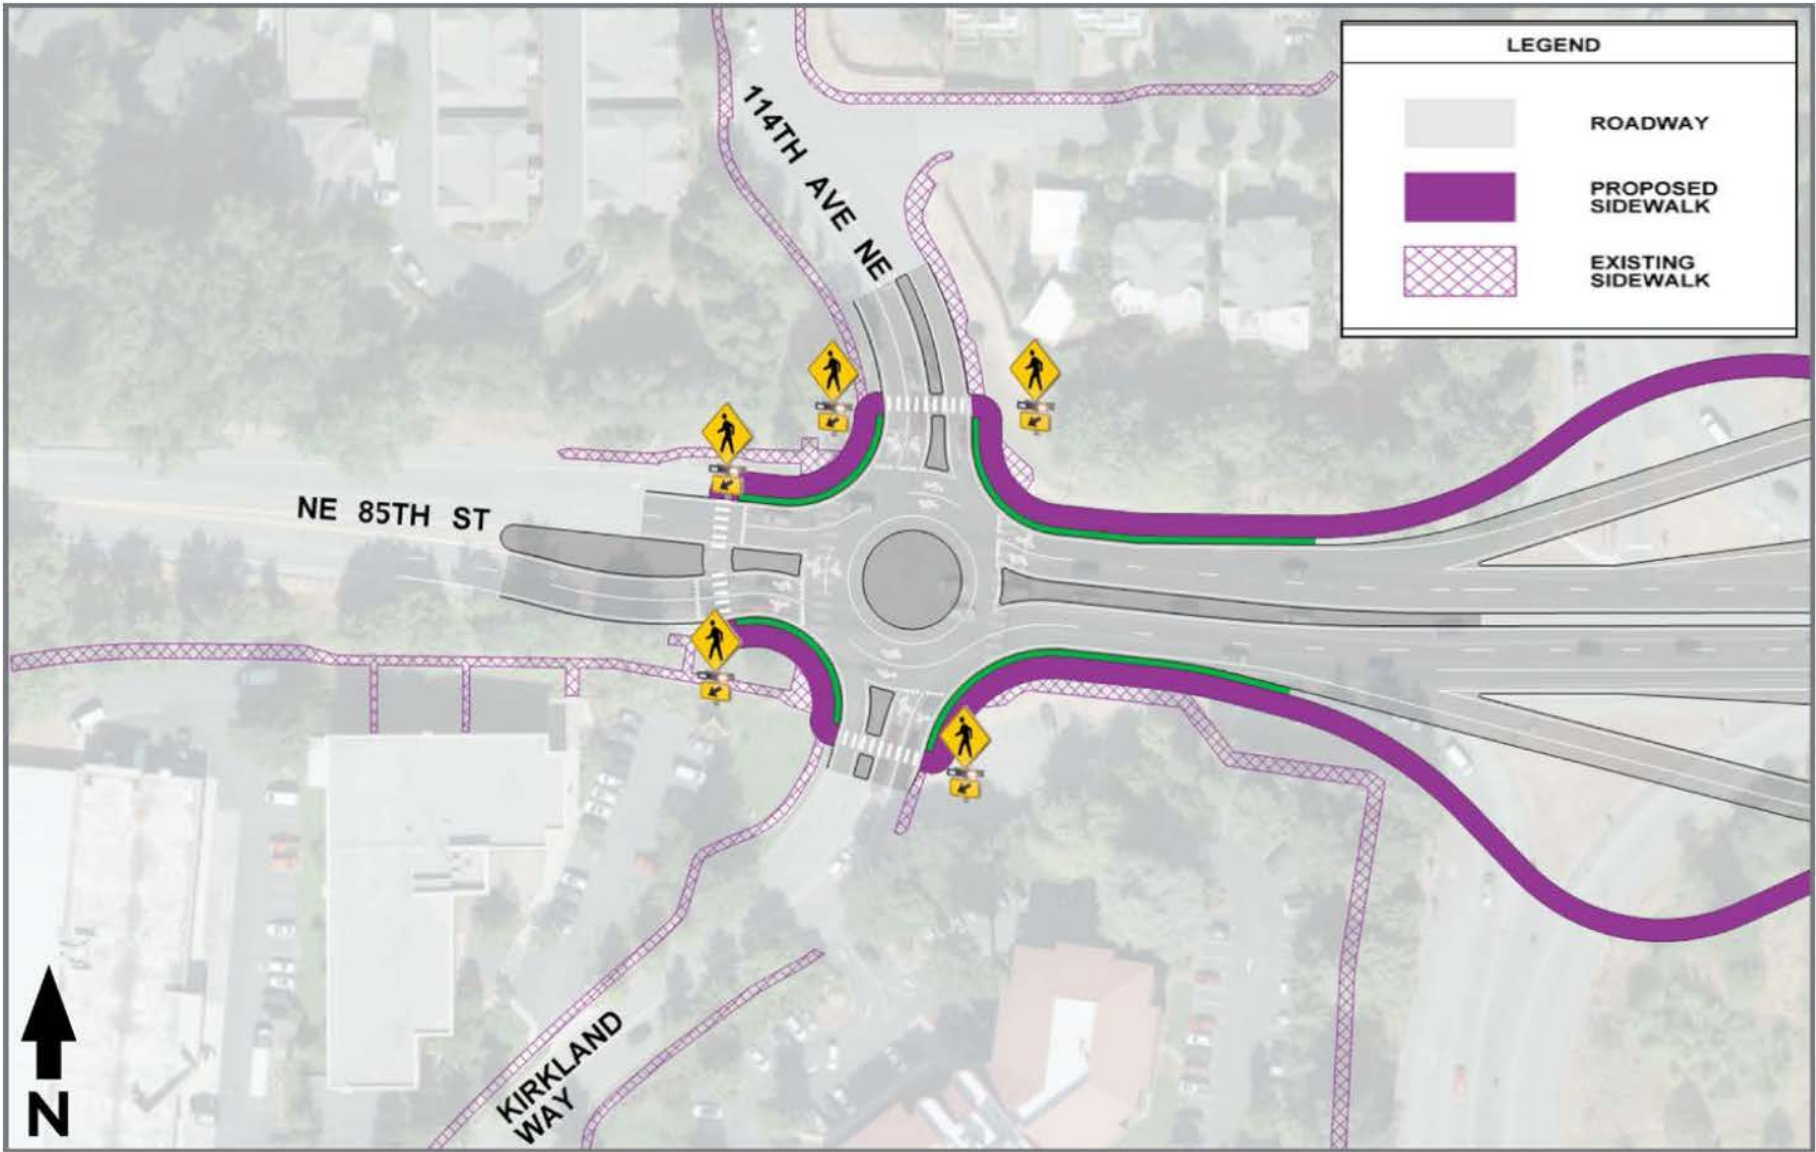 LEGEND
ROADWAY
PROPOSED
SIDEWALK
EXISTING
SIDEWALK
114TH AVE NE
NE 85TH ST
KIRKLAND
WAY
N